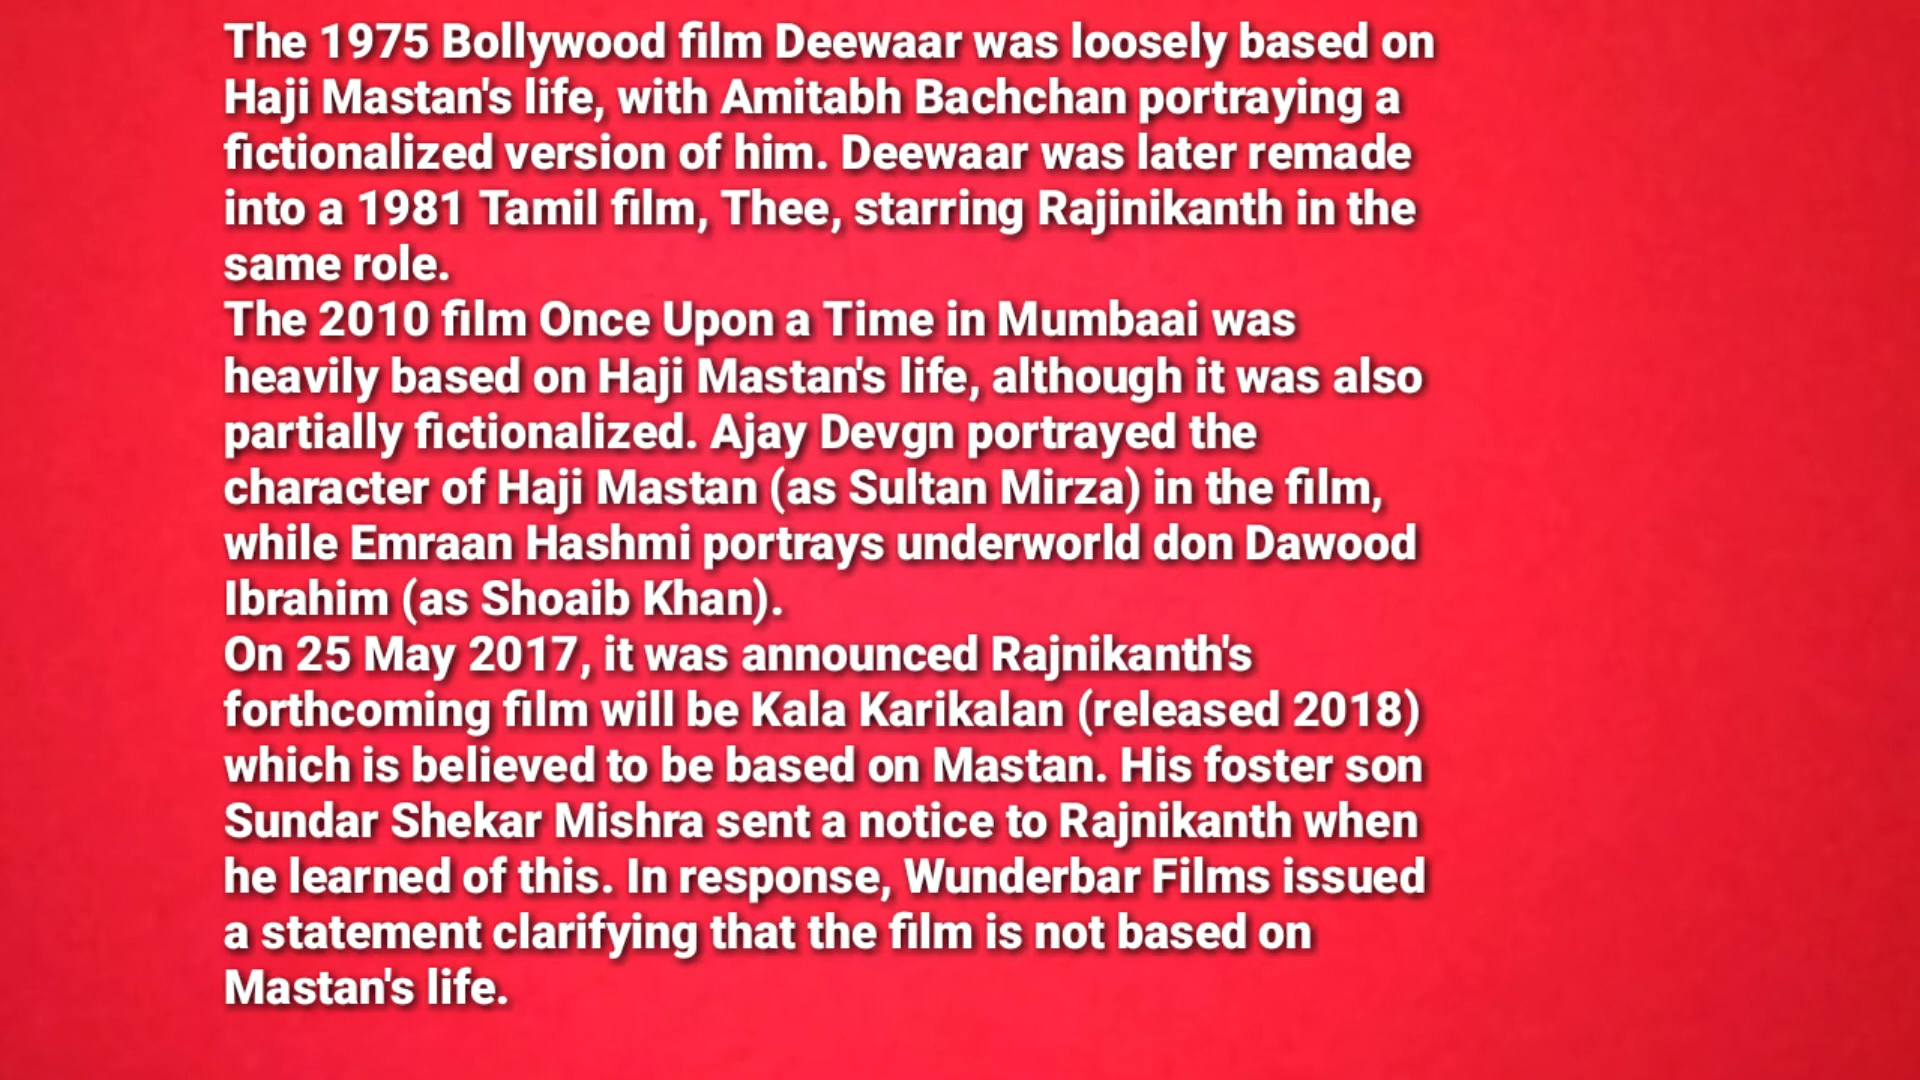 The 1975 Bollywood film Deewaar was loosely based on
Haji Mastan's life, with Amitabh Bachchan portraying a
fictionalized version of him. Deewaar was later remade
into a 1981 Tamil film, Thee, starring Rajinikanth in the
same role.
The 2010 film Once Upon a Time in Mumbaai was
heavily based on Haji Mastan's life, although it was also
partially fictionalized. Ajay Devgn portrayed the
character of Haji Mastan (as Sultan Mirza) in the film,
while Emraan Hashmi portrays underworld don Dawood
Ibrahim (as Shoaib Khan).
On 25 May 2017, it was announced Rajnikanth's
forthcoming film will be Kala Karikalan (released 2018)
which is believed to be based on Mastan. His foster son
Sundar Shekar Mishra sent a notice to Rajnikanth when
he learned of this. In response, Wunderbar Films issued
a statement clarifying that the film is not based on
Mastan's life.